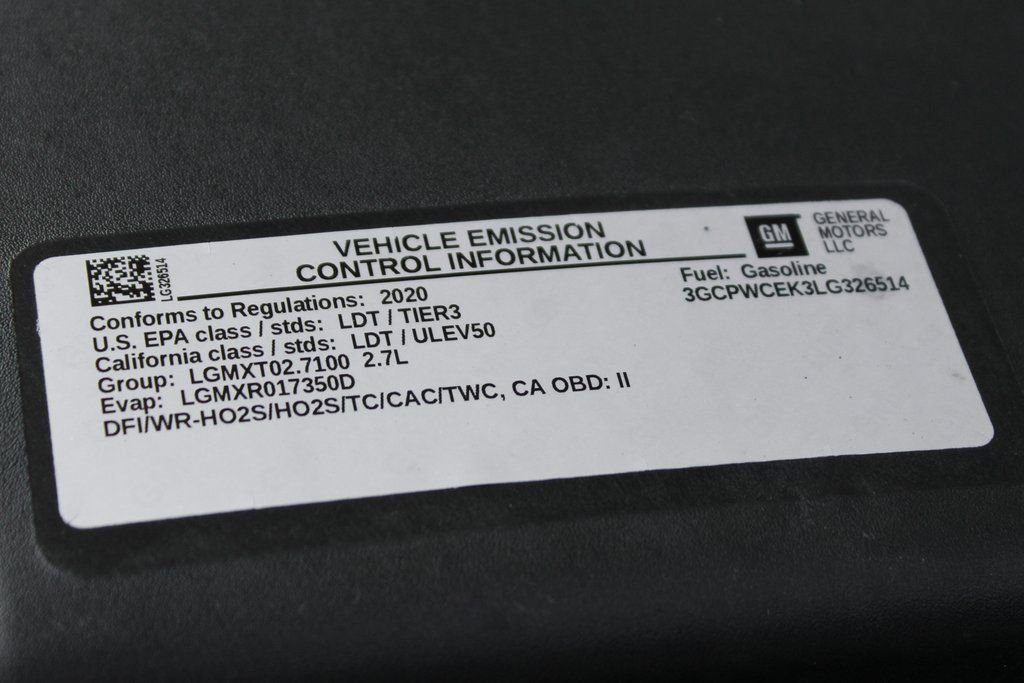 VEHICLE EMISSION
CONTROL INFORMATION
GM
GENERAL
MOTORS
LLC
LG326514
Fuel: Gasoline
3GCPWCEK3LG326514
Conforms to Regulations: 2020
U.S. EPA class / stds: LDT / TIER3
California class / stds: LDT / ULEV50
Group: LGMXT02.7100 2.7L
Evap: LGMXR017350D
DFI/WR-HO2S/HO2S/TC/CAC/TWC, CA OBD: II